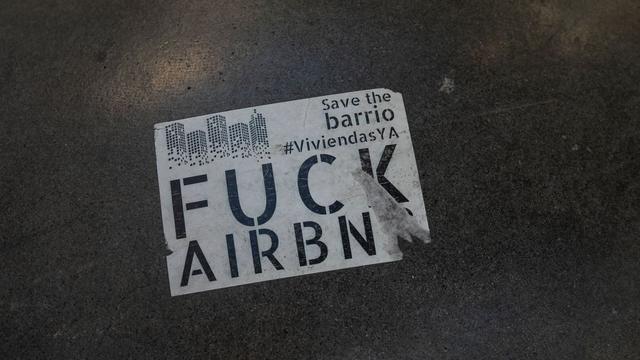 Save the
barrio
#ViviendasYA
FUCK
AIRBN